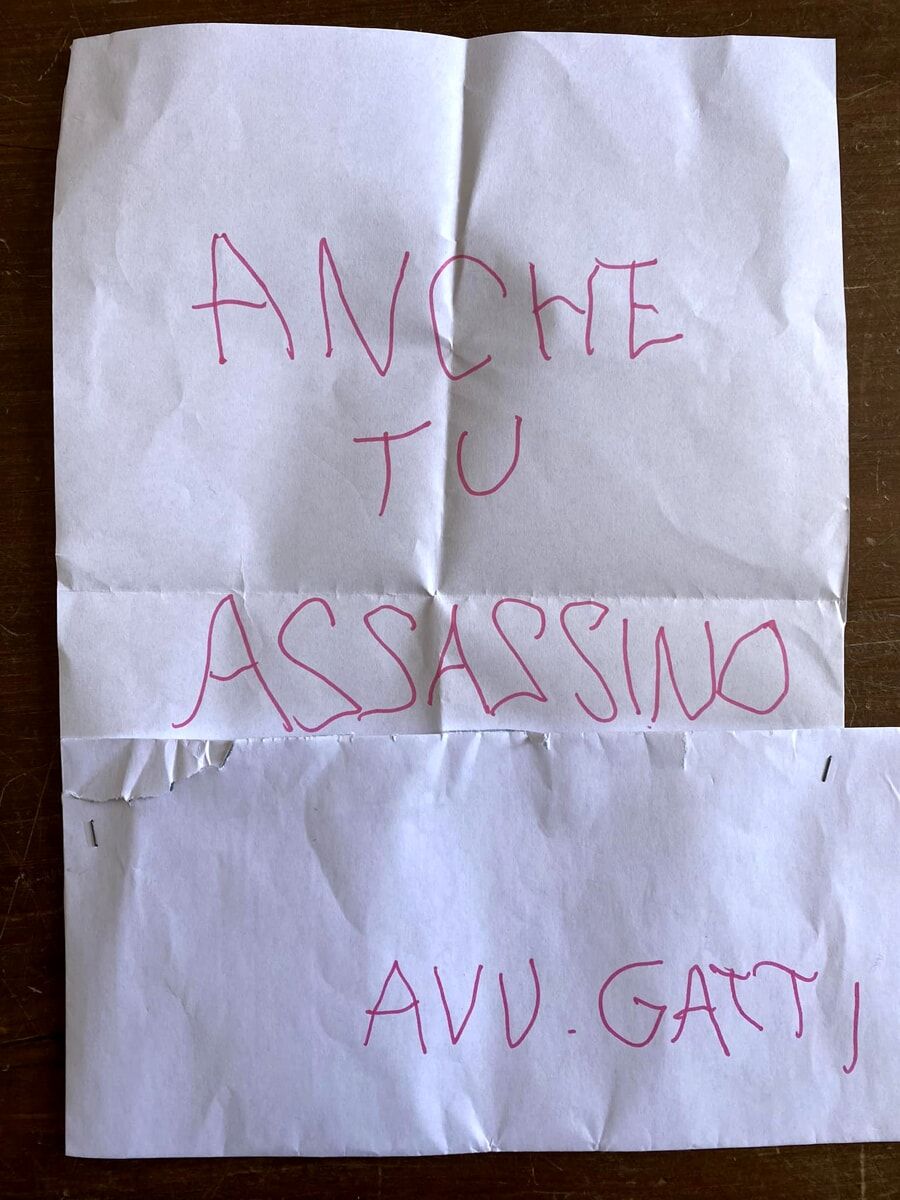 ANCHE
TU
ASSASSINO
AVV. GATTI